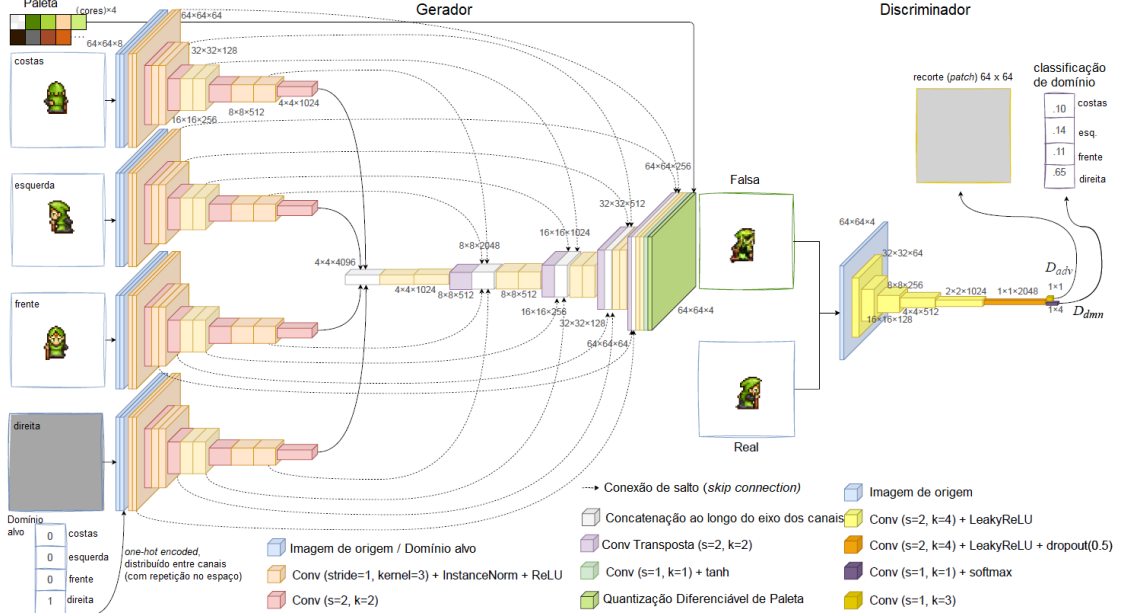 Paleta
(cores)×4
Gerador
Discriminador
64×64×8
64×64×64
costas
32×32×128
16×16×256
8×8×512
4×4×1024
esquerda
frente
direita
4×4×4096
4×4×1024
8×8×512
8×8×2048
8×8×512
16×16×256
16×16×1024
32×32×128
32×32×512
64×64×64
64×64×256
64×64×4
Falsa
Real
recorte (patch) 64 x 64
classificação
de domínio
.10
costas
.14
esq.
.11
frente
.65
direita
64×64×4
32×32×64
16×16×128
8×8×256
4×4×512
2×2×1024
1×1×2048
1×1
1×4
D_adv
D_dmn
Domínio
alvo
0
costas
0
esquerda
0
frente
1
direita
one-hot encoded,
distribuído entre canais
(com repetição no espaço)
Imagem de origem / Domínio alvo
Conv (stride=1, kernel=3) + InstanceNorm + ReLU
Conv (s=2, k=2)
Conexão de salto (skip connection)
Concatenação ao longo do eixo dos canais
Conv Transposta (s=2, k=2)
Conv (s=1, k=1) + tanh
Quantização Diferenciável de Paleta
Imagem de origem
Conv (s=2, k=4) + LeakyReLU
Conv (s=2, k=4) + LeakyReLU + dropout(0.5)
Conv (s=1, k=1) + softmax
Conv (s=1, k=3)